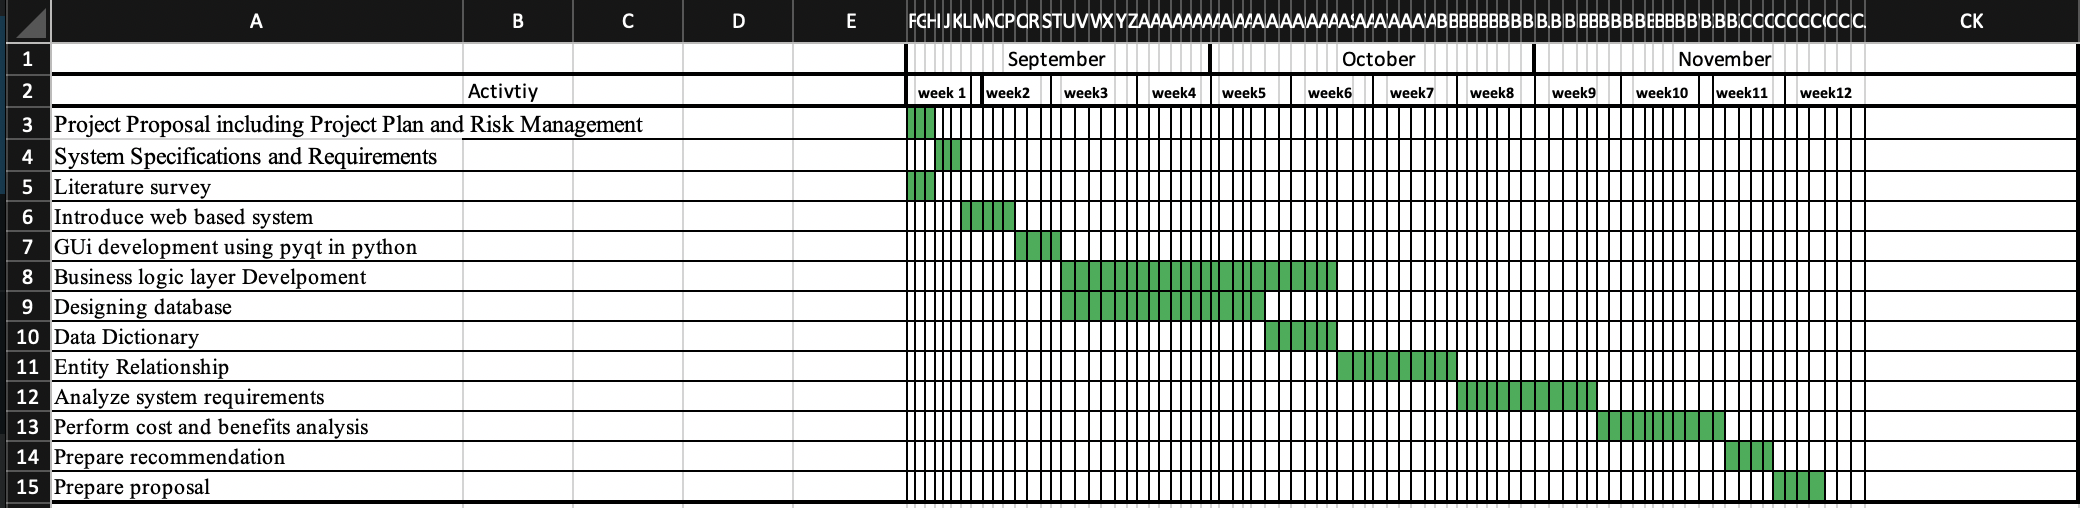 A B C D E CK
1 September October November
2 Activtiy week 1 week2 week3 week4 week5 week6 week7 week8 week9 week10 week11 week12
3 Project Proposal including Project Plan and Risk Management
4 System Specifications and Requirements
5 Literature survey
6 Introduce web based system
7 GUi development using pyqt in python
8 Business logic layer Develpoment
9 Designing database
10 Data Dictionary
11 Entity Relationship
12 Analyze system requirements
13 Perform cost and benefits analysis
14 Prepare recommendation
15 Prepare proposal